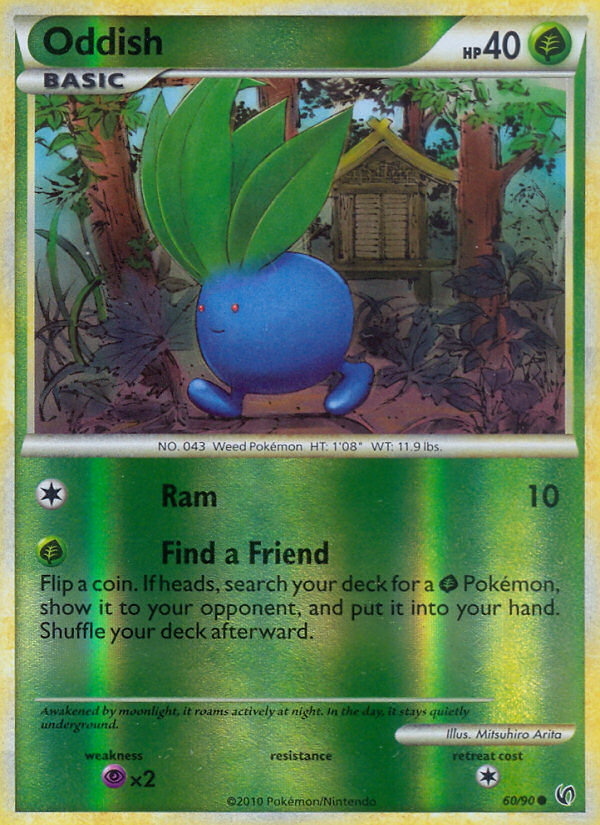 Oddish
HP 40
BASIC
NO. 043 Weed Pokémon HT: 1'08" WT: 11.9 lbs.
Ram 10
Find a Friend
Flip a coin. If heads, search your deck for a Pokémon,
show it to your opponent, and put it into your hand.
Shuffle your deck afterward.
Awakened by moonlight, it roams actively at night. In the day, it stays quietly
underground.
Illus. Mitsuhiro Arita
weakness resistance retreat cost
×2
©2010 Pokémon/Nintendo 60/90